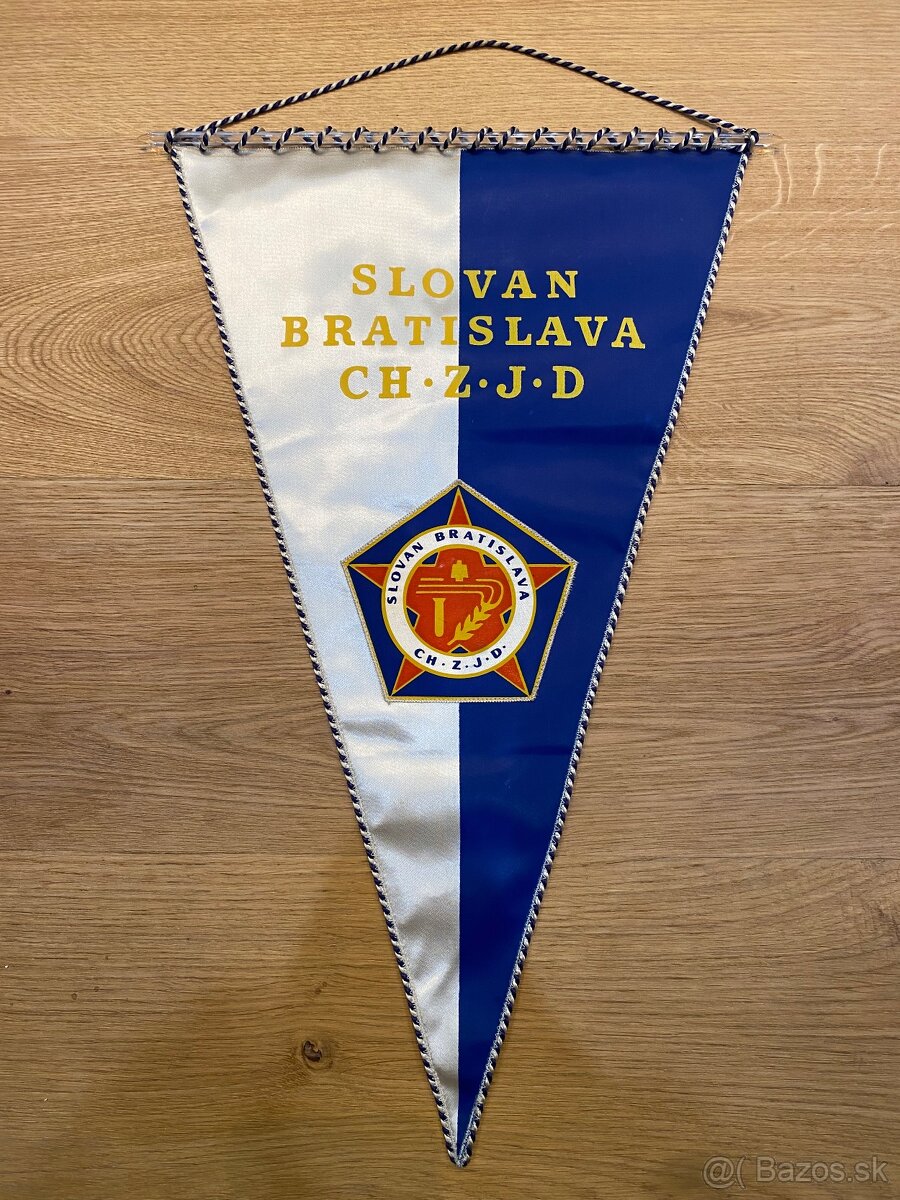 SLOVAN
BRATISLAVA
CH·Z·J·D
SLOVAN BRATISLAVA
CH·Z·J·D·
@( Bazos.sk